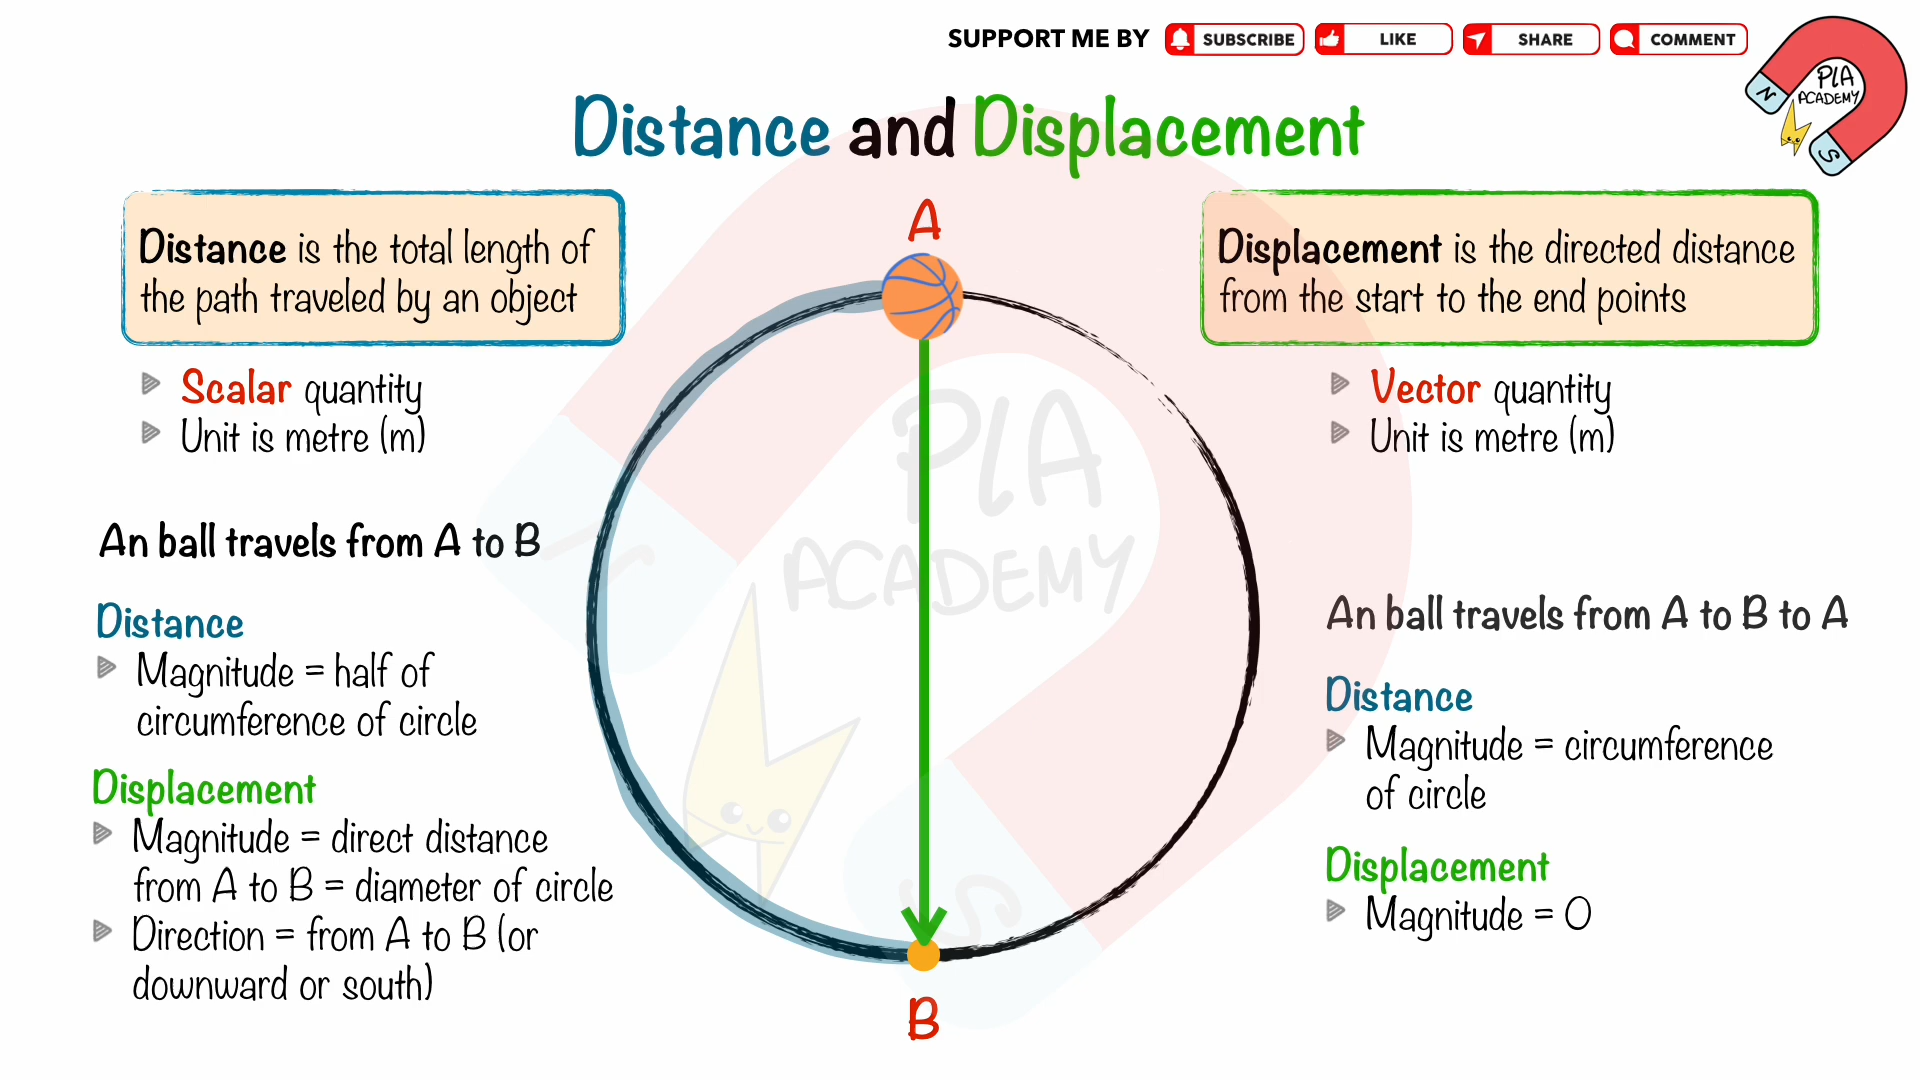 SUPPORT ME BY
SUBSCRIBE
LIKE
SHARE
COMMENT
PLA
ACADEMY
N
S
Distance and Displacement
Distance is the total length of
the path traveled by an object
Scalar quantity
Unit is metre (m)
Displacement is the directed distance
from the start to the end points
Vector quantity
Unit is metre (m)
A
B
PLA
ACADEMY
N
S
An ball travels from A to B
Distance
Magnitude = half of
circumference of circle
Displacement
Magnitude = direct distance
from A to B = diameter of circle
Direction = from A to B (or
downward or south)
An ball travels from A to B to A
Distance
Magnitude = circumference
of circle
Displacement
Magnitude = 0